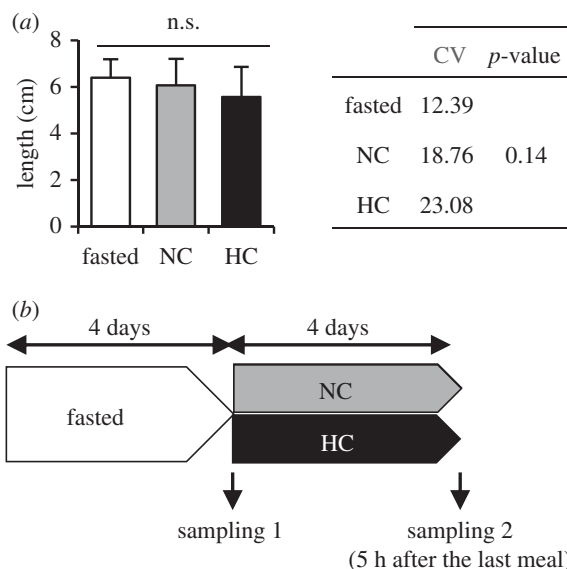 (a)
n.s.
8
6
4
2
0
length (cm)
fasted NC HC
CV p-value
fasted 12.39
NC 18.76 0.14
HC 23.08
(b)
4 days 4 days
fasted
NC
HC
sampling 1 sampling 2
(5 h after the last meal)